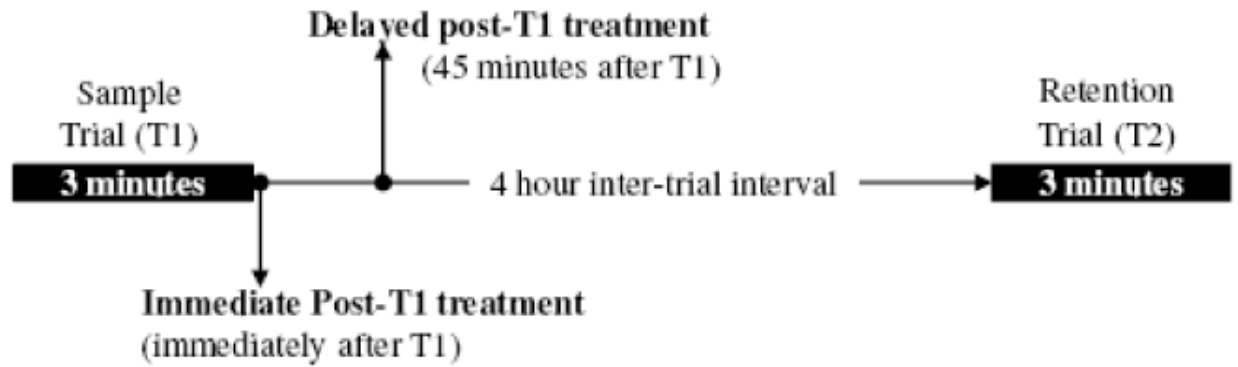 Delayed post-T1 treatment
(45 minutes after T1)
Sample
Trial (T1)
3 minutes
4 hour inter-trial interval
Retention
Trial (T2)
3 minutes
Immediate Post-T1 treatment
(immediately after T1)